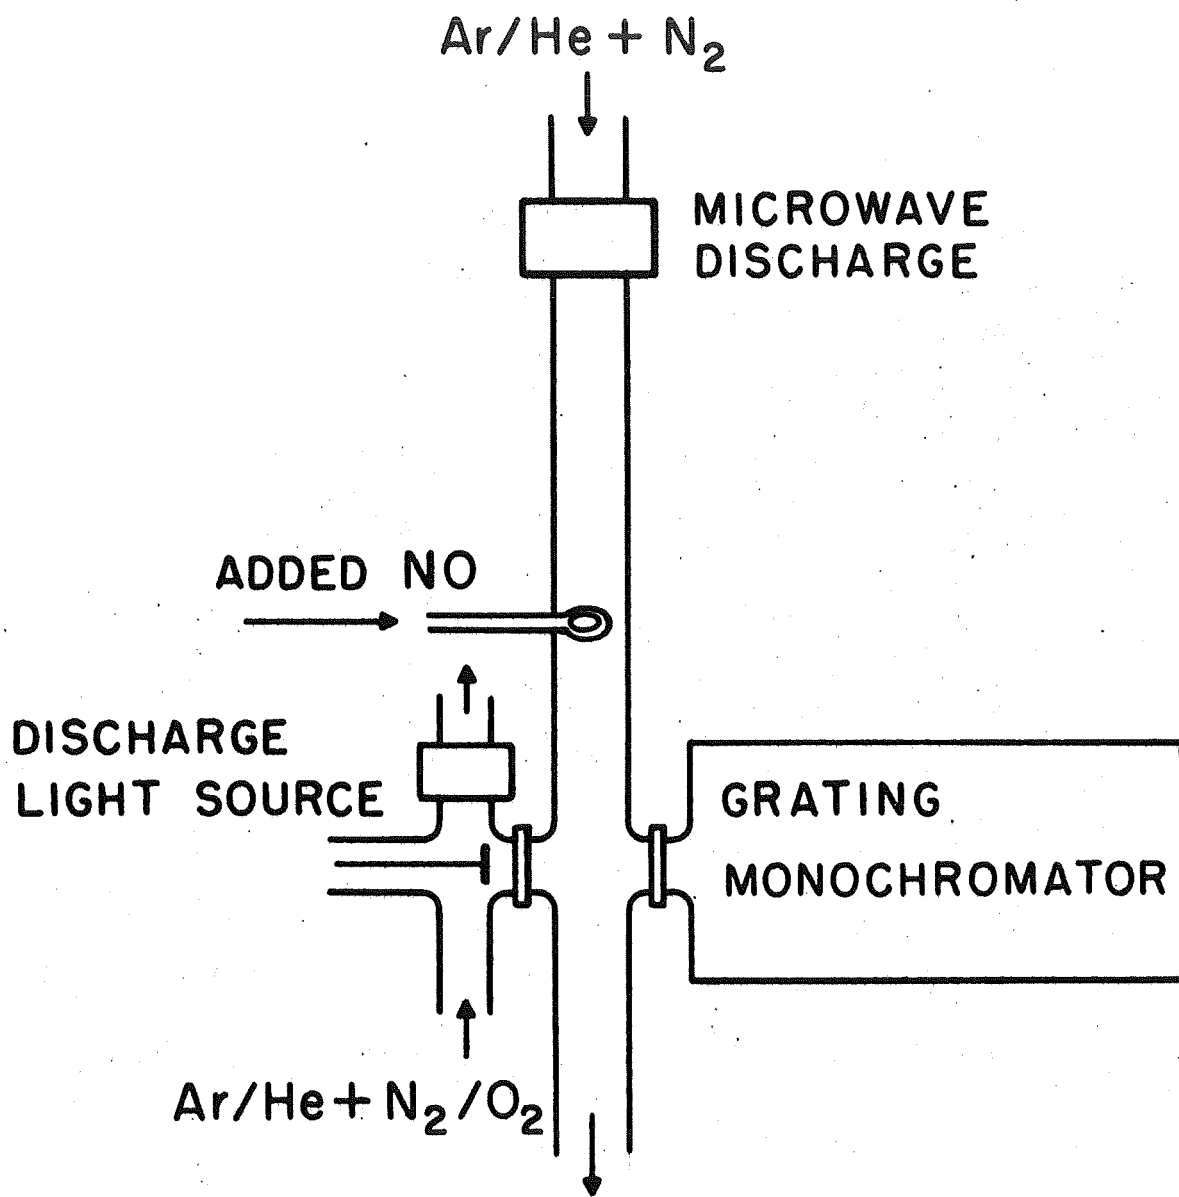 Ar/He + N₂
MICROWAVE
DISCHARGE
ADDED NO
DISCHARGE
LIGHT SOURCE
GRATING
MONOCHROMATOR
Ar/He + N₂/O₂